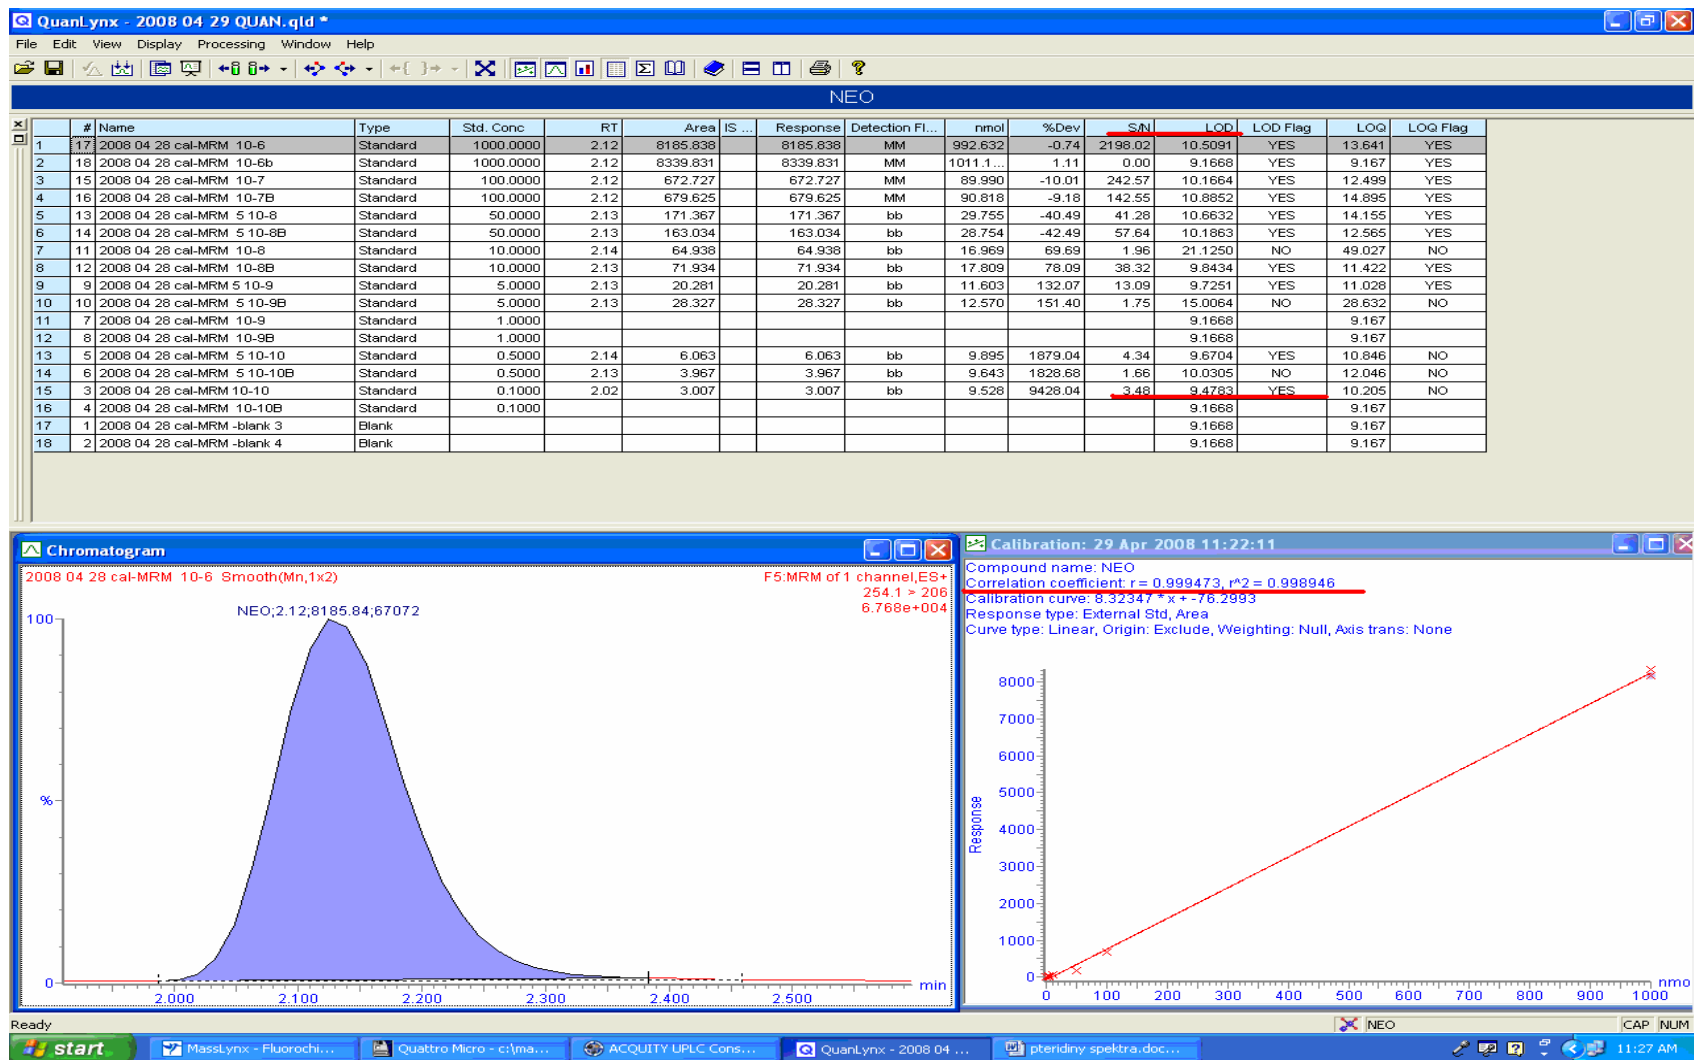 QuanLynx - 2008 04 29 QUAN.qld *
File Edit View Display Processing Window Help
NEO
# Name Type Std. Conc RT Area IS ... Response Detection Fl... nmol %Dev S/N LOD LOD Flag LOQ LOQ Flag
1 17 2008 04 28 cal-MRM 10-6 Standard 1000.0000 2.12 8185.838 8185.838 MM 992.632 -0.74 2198.02 10.5091 YES 13.641 YES
2 18 2008 04 28 cal-MRM 10-6b Standard 1000.0000 2.12 8339.831 8339.831 MM 1011.1... 1.11 0.00 9.1668 YES 9.167 YES
3 15 2008 04 28 cal-MRM 10-7 Standard 100.0000 2.12 672.727 672.727 MM 89.990 -10.01 242.57 10.1664 YES 12.499 YES
4 16 2008 04 28 cal-MRM 10-7B Standard 100.0000 2.12 679.625 679.625 MM 90.818 -9.18 142.55 10.8852 YES 14.895 YES
5 13 2008 04 28 cal-MRM 5 10-8 Standard 50.0000 2.13 171.367 171.367 bb 29.755 -40.49 41.28 10.6632 YES 14.155 YES
6 14 2008 04 28 cal-MRM 5 10-8B Standard 50.0000 2.13 163.034 163.034 bb 28.754 -42.49 57.64 10.1863 YES 12.565 YES
7 11 2008 04 28 cal-MRM 10-8 Standard 10.0000 2.14 64.938 64.938 bb 16.969 69.69 1.96 21.1250 NO 49.027 NO
8 12 2008 04 28 cal-MRM 10-8B Standard 10.0000 2.13 71.934 71.934 bb 17.809 78.09 38.32 9.8434 YES 11.422 YES
9 9 2008 04 28 cal-MRM 5 10-9 Standard 5.0000 2.13 20.281 20.281 bb 11.603 132.07 13.09 9.7251 YES 11.028 YES
10 10 2008 04 28 cal-MRM 5 10-9B Standard 5.0000 2.13 28.327 28.327 bb 12.570 151.40 1.75 15.0064 NO 28.632 NO
11 7 2008 04 28 cal-MRM 10-9 Standard 1.0000 9.1668 9.167
12 8 2008 04 28 cal-MRM 10-9B Standard 1.0000 9.1668 9.167
13 5 2008 04 28 cal-MRM 5 10-10 Standard 0.5000 2.14 6.063 6.063 bb 9.895 1879.04 4.34 9.6704 YES 10.846 NO
14 6 2008 04 28 cal-MRM 5 10-10B Standard 0.5000 2.13 3.967 3.967 bb 9.643 1828.68 1.66 10.0305 NO 12.046 NO
15 3 2008 04 28 cal-MRM 10-10 Standard 0.1000 2.02 3.007 3.007 bb 9.528 9428.04 3.48 9.4783 YES 10.205 NO
16 4 2008 04 28 cal-MRM 10-10B Standard 0.1000 9.1668 9.167
17 1 2008 04 28 cal-MRM -blank 3 Blank 9.1668 9.167
18 2 2008 04 28 cal-MRM -blank 4 Blank 9.1668 9.167
Chromatogram
2008 04 28 cal-MRM 10-6 Smooth(Mn,1x2)
F5:MRM of 1 channel,ES+
254.1 > 206
6.768e+004
NEO;2.12;8185.84;67072
100
%
0
2.000 2.100 2.200 2.300 2.400 2.500 min
Calibration: 29 Apr 2008 11:22:11
Compound name: NEO
Correlation coefficient: r = 0.999473, r^2 = 0.998946
Calibration curve: 8.32347 * x + -76.2993
Response type: External Std, Area
Curve type: Linear, Origin: Exclude, Weighting: Null, Axis trans: None
8000
7000
6000
5000
4000
3000
2000
1000
0
Response
0 100 200 300 400 500 600 700 800 900 1000 nmo
Ready NEO CAP NUM
start MassLynx - Fluorochi... Quattro Micro - c:\ma... ACQUITY UPLC Cons... QuanLynx - 2008 04 ... pteridiny spektra.doc... 11:27 AM